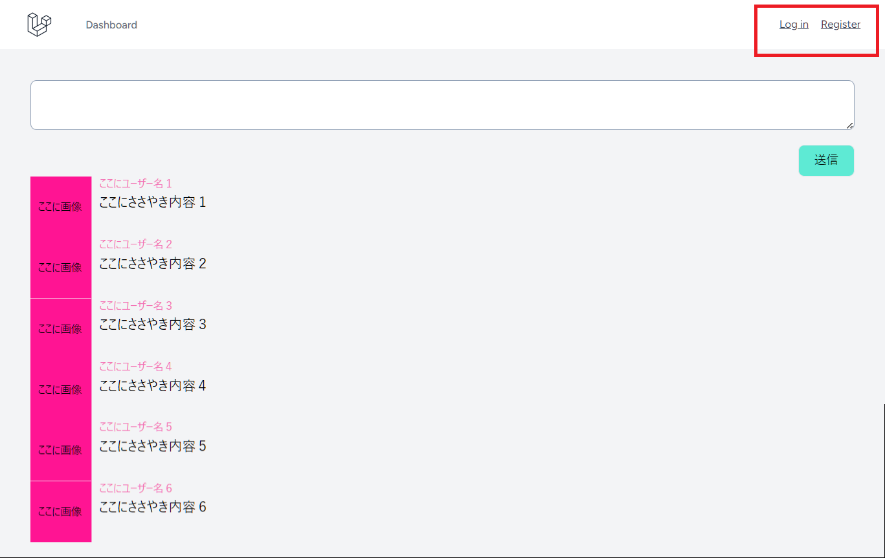 Dashboard
Log in Register
送信
ここに画像
ここにユーザー名 1
ここにささやき内容 1
ここに画像
ここにユーザー名 2
ここにささやき内容 2
ここに画像
ここにユーザー名 3
ここにささやき内容 3
ここに画像
ここにユーザー名 4
ここにささやき内容 4
ここに画像
ここにユーザー名 5
ここにささやき内容 5
ここに画像
ここにユーザー名 6
ここにささやき内容 6